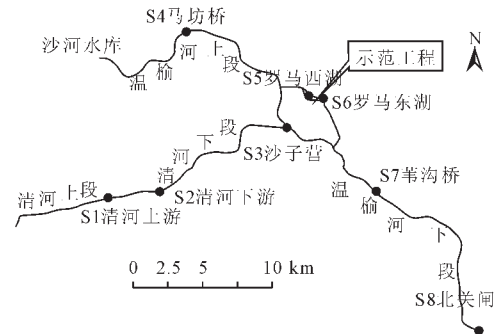 S4马坊桥
N
沙河水库
温榆河上段
示范工程
S5罗马西湖
S6罗马东湖
清河下段
S3沙子营
S7苇沟桥
清河上段
S2清河下游
S1清河上游
温榆河下段
0 2.5 5 10 km
S8北关闸